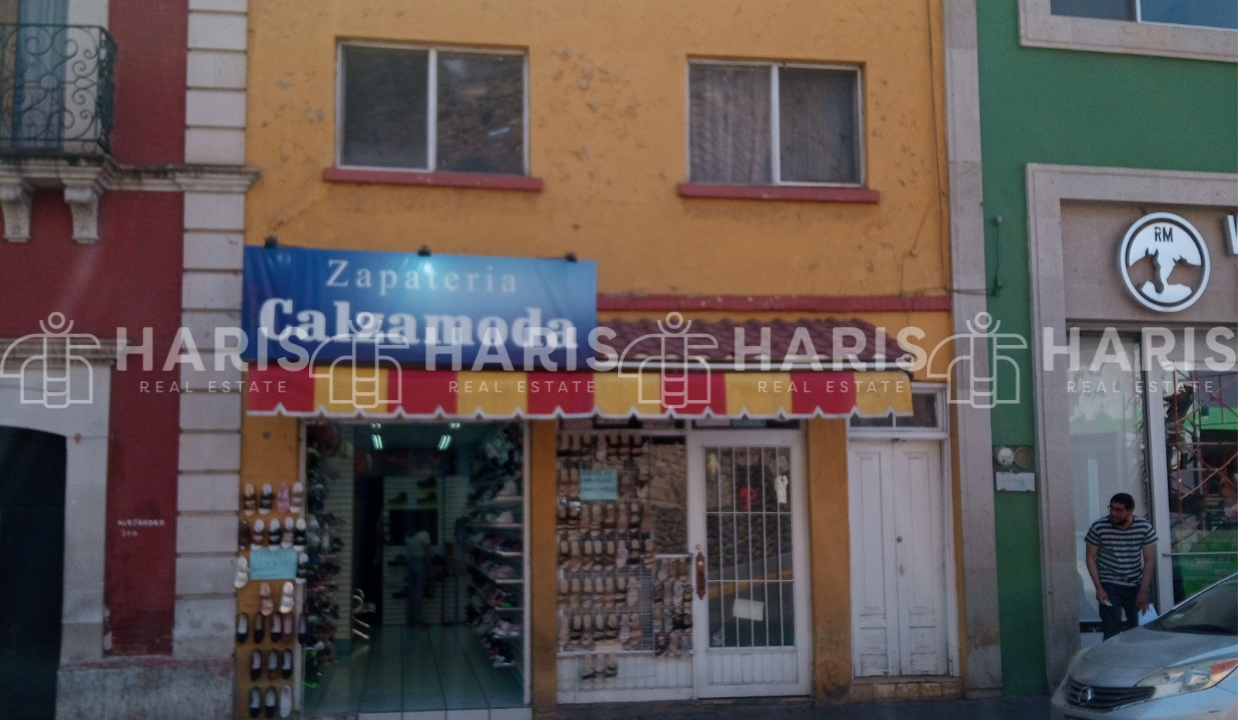 Zapateria
Calzamoda
RM
HARIS HARIS HARIS HARIS
REAL ESTATE REAL ESTATE REAL ESTATE REAL ESTATE